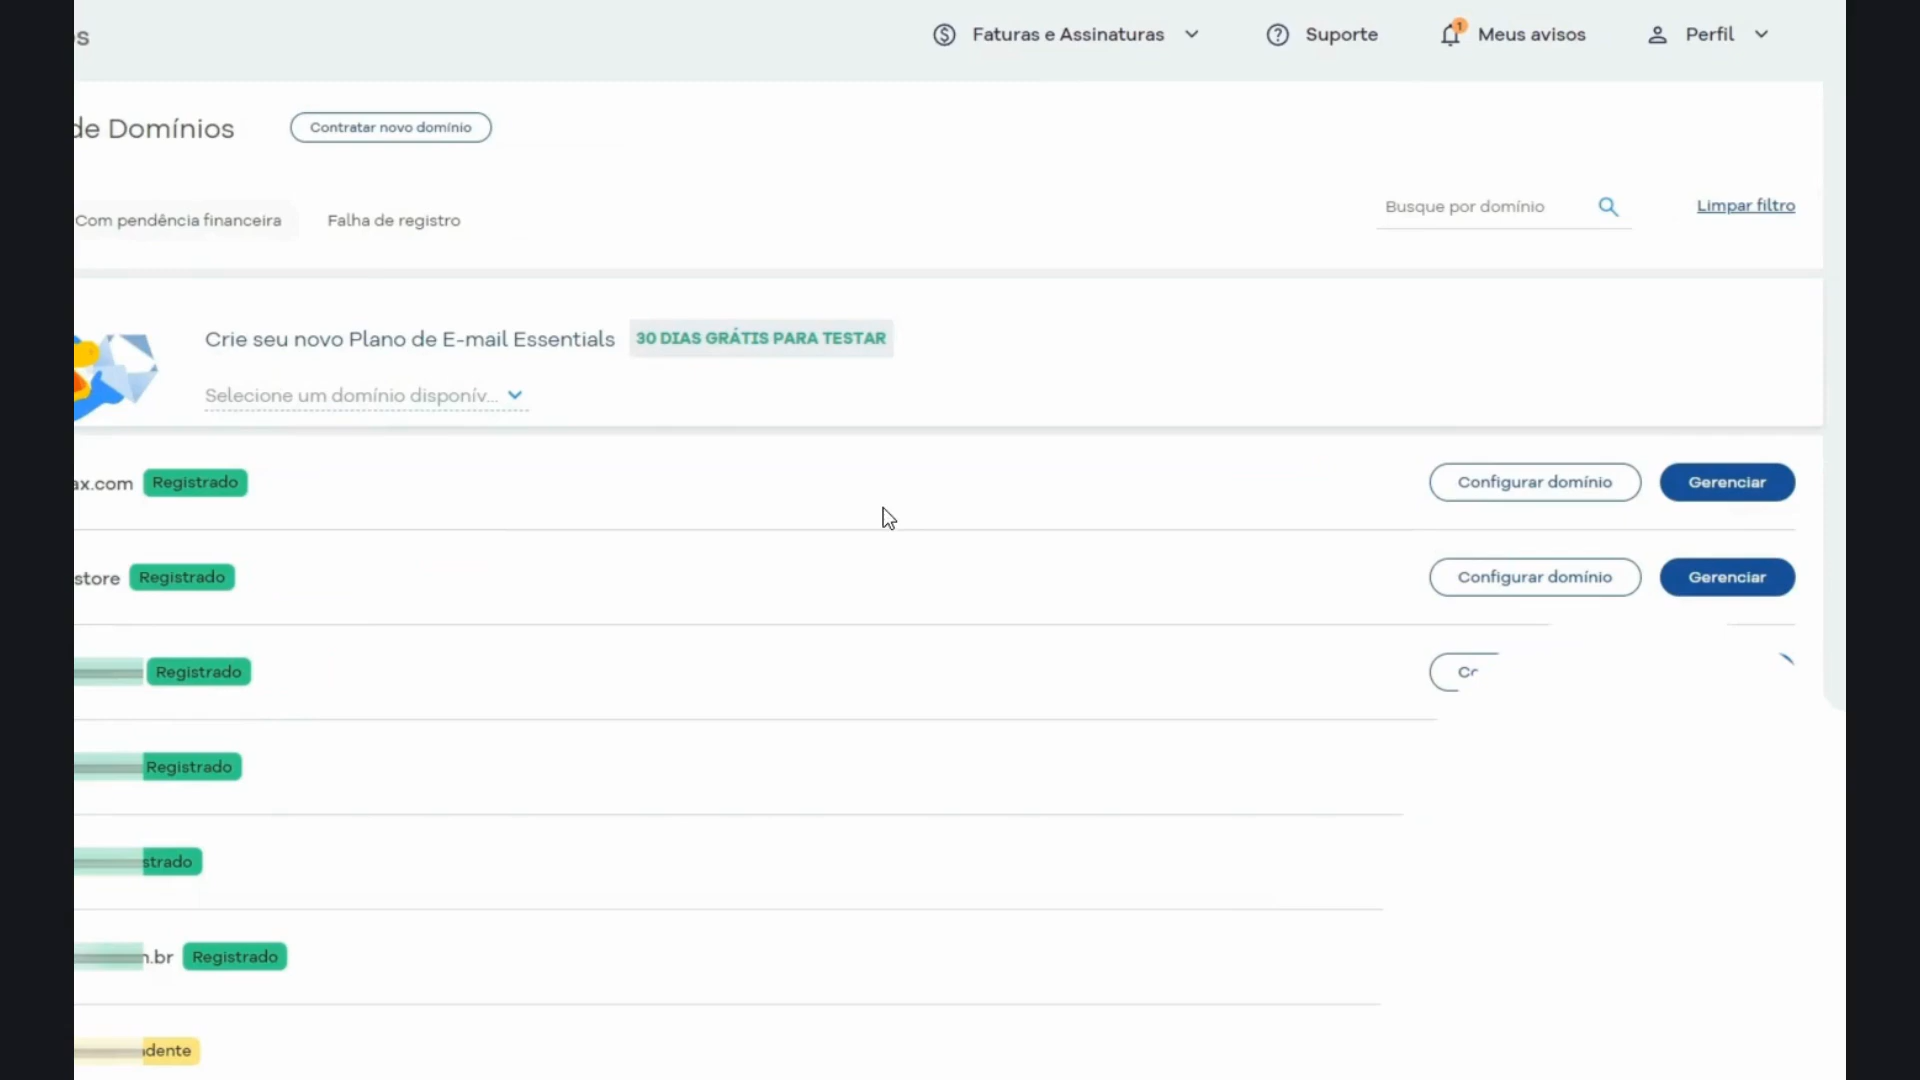 Faturas e Assinaturas
Suporte
1
Meus avisos
Perfil
de Domínios
Contratar novo domínio
Com pendência financeira
Falha de registro
Busque por domínio
Limpar filtro
Crie seu novo Plano de E-mail Essentials
30 DIAS GRÁTIS PARA TESTAR
Selecione um domínio disponív...
ax.com Registrado
Configurar domínio
Gerenciar
store Registrado
Configurar domínio
Gerenciar
Registrado
Registrado
strado
.br Registrado
dente